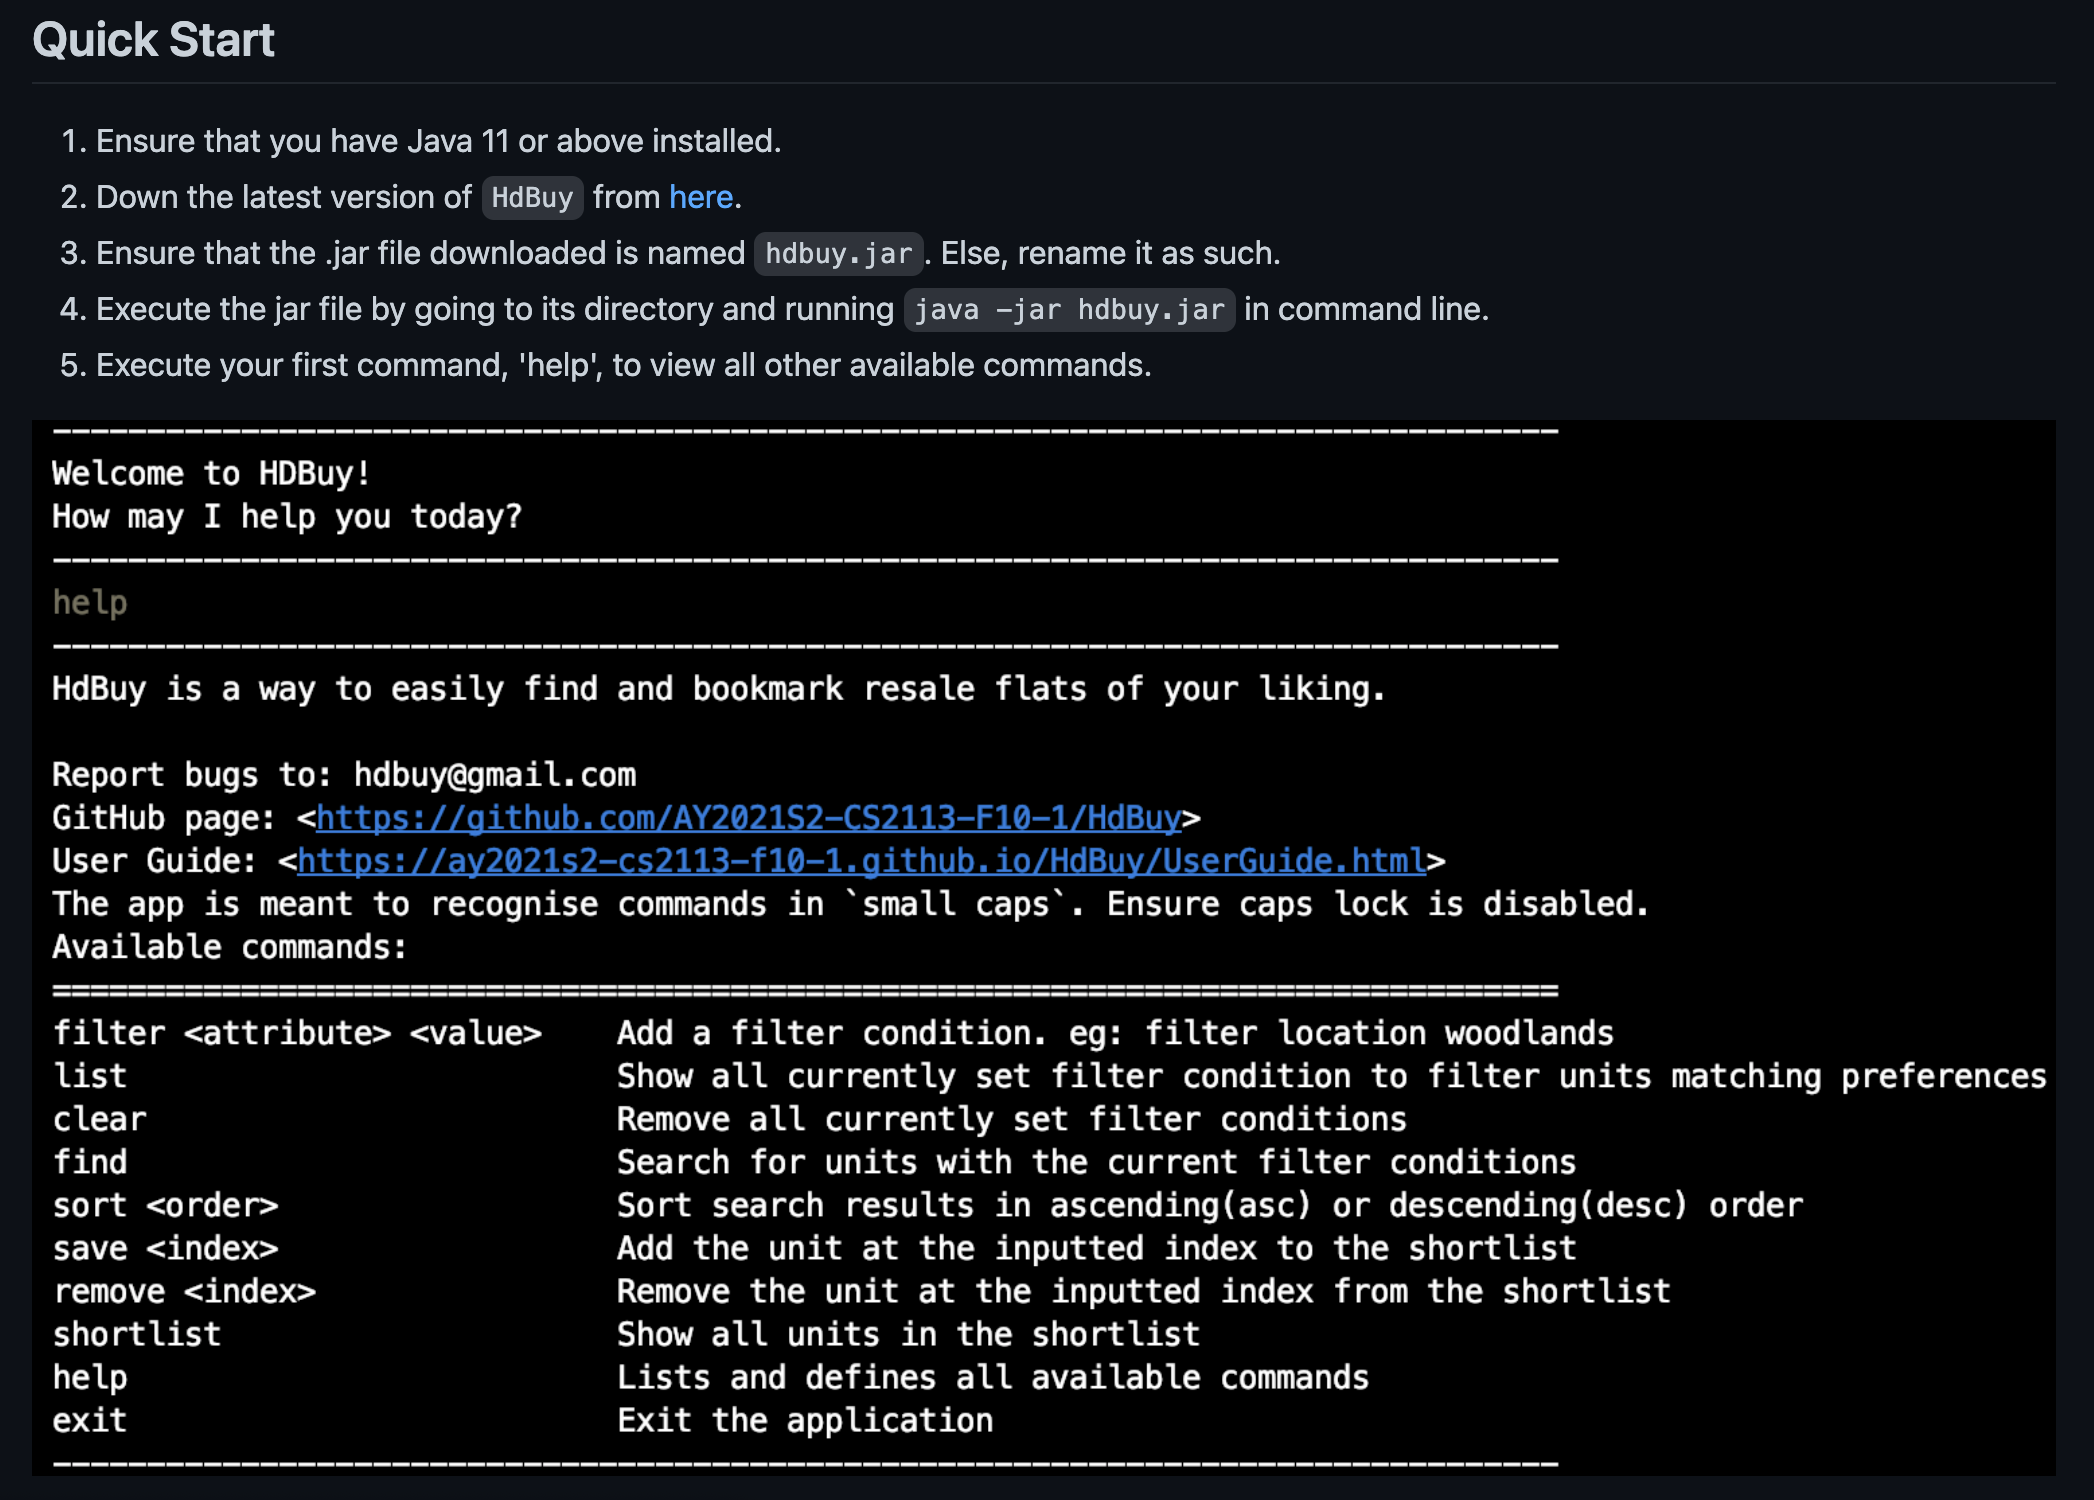 Quick Start
1. Ensure that you have Java 11 or above installed.
2. Down the latest version of HdBuy from here.
3. Ensure that the .jar file downloaded is named hdbuy.jar. Else, rename it as such.
4. Execute the jar file by going to its directory and running java -jar hdbuy.jar in command line.
5. Execute your first command, 'help', to view all other available commands.
--------------------------------------------------------------------------------
Welcome to HDBuy!
How may I help you today?
--------------------------------------------------------------------------------
help
--------------------------------------------------------------------------------
HdBuy is a way to easily find and bookmark resale flats of your liking.
Report bugs to: hdbuy@gmail.com
GitHub page: <https://github.com/AY2021S2-CS2113-F10-1/HdBuy>
User Guide: <https://ay2021s2-cs2113-f10-1.github.io/HdBuy/UserGuide.html>
The app is meant to recognise commands in `small caps`. Ensure caps lock is disabled.
Available commands:
================================================================================
filter <attribute> <value>    Add a filter condition. eg: filter location woodlands
list                          Show all currently set filter condition to filter units matching preferences
clear                         Remove all currently set filter conditions
find                          Search for units with the current filter conditions
sort <order>                  Sort search results in ascending(asc) or descending(desc) order
save <index>                  Add the unit at the inputted index to the shortlist
remove <index>                Remove the unit at the inputted index from the shortlist
shortlist                     Show all units in the shortlist
help                          Lists and defines all available commands
exit                          Exit the application
--------------------------------------------------------------------------------